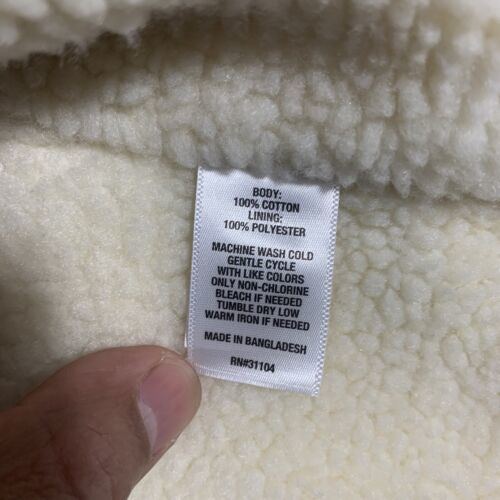 BODY:
100% COTTON
LINING:
100% POLYESTER
MACHINE WASH COLD
GENTLE CYCLE
WITH LIKE COLORS
ONLY NON-CHLORINE
BLEACH IF NEEDED
TUMBLE DRY LOW
WARM IRON IF NEEDED
MADE IN BANGLADESH
RN#31104